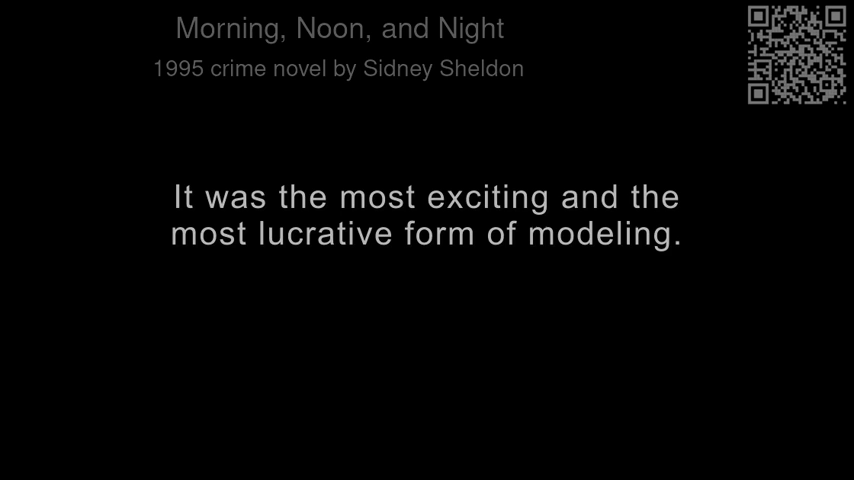 Morning, Noon, and Night
1995 crime novel by Sidney Sheldon
It was the most exciting and the
most lucrative form of modeling.